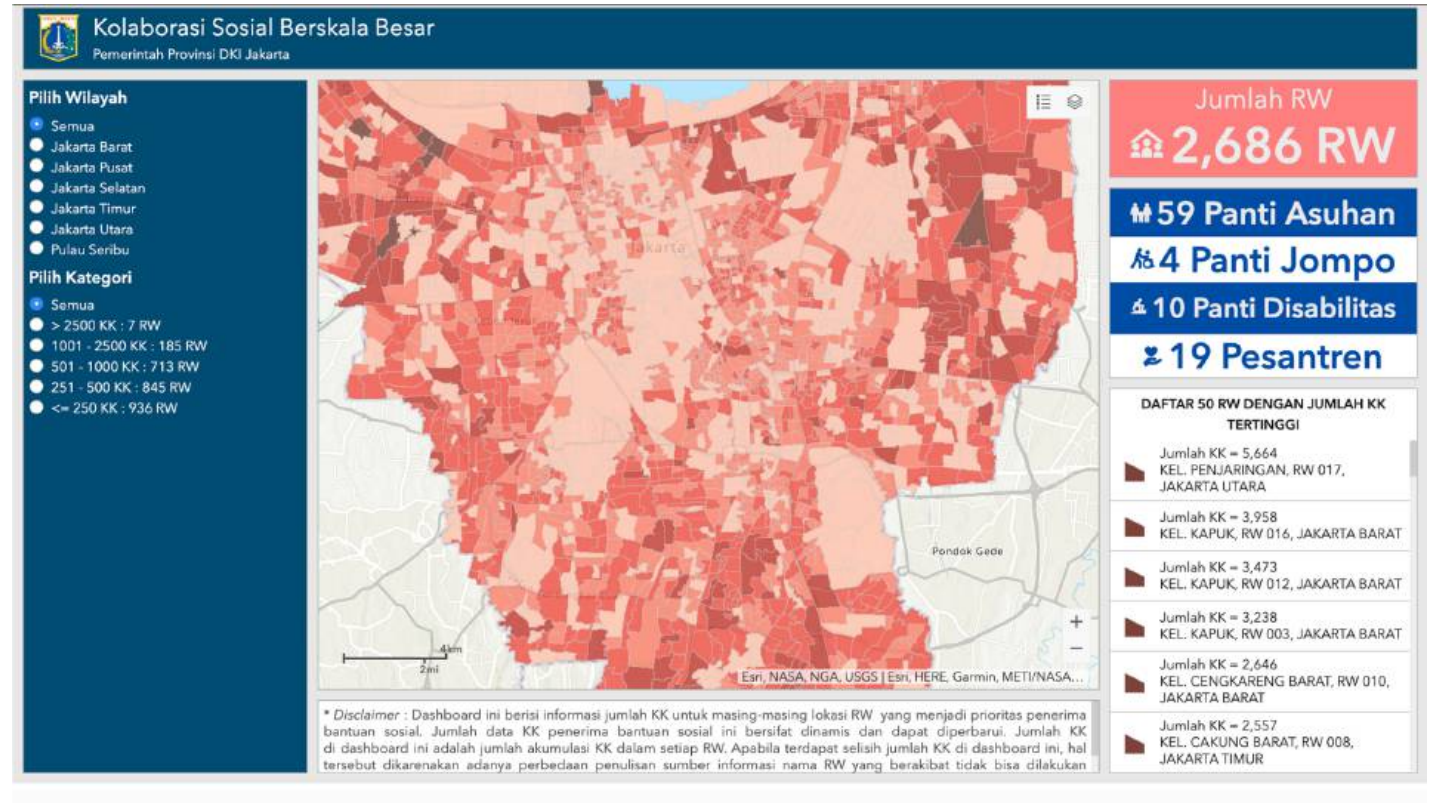 Kolaborasi Sosial Berskala Besar
Pemerintah Provinsi DKI Jakarta
Pilih Wilayah
Semua
Jakarta Barat
Jakarta Pusat
Jakarta Selatan
Jakarta Timur
Jakarta Utara
Pulau Seribu
Pilih Kategori
Semua
> 2500 KK : 7 RW
1001 - 2500 KK : 185 RW
501 - 1000 KK : 713 RW
251 - 500 KK : 845 RW
<= 250 KK : 936 RW
Jakarta
Pondok Gede
4km
2mi
Esri, NASA, NGA, USGS | Esri, HERE, Garmin, METI/NASA...
* Disclaimer : Dashboard ini berisi informasi jumlah KK untuk masing-masing lokasi RW yang menjadi prioritas penerima
bantuan sosial. Jumlah data KK penerima bantuan sosial ini bersifat dinamis dan dapat diperbarui. Jumlah KK
di dashboard ini adalah jumlah akumulasi KK dalam setiap RW. Apabila terdapat selisih jumlah KK di dashboard ini, hal
tersebut dikarenakan adanya perbedaan penulisan sumber informasi nama RW yang berakibat tidak bisa dilakukan
Jumlah RW
2,686 RW
59 Panti Asuhan
4 Panti Jompo
10 Panti Disabilitas
19 Pesantren
DAFTAR 50 RW DENGAN JUMLAH KK
TERTINGGI
Jumlah KK = 5,664
KEL. PENJARINGAN, RW 017,
JAKARTA UTARA
Jumlah KK = 3,958
KEL. KAPUK, RW 016, JAKARTA BARAT
Jumlah KK = 3,473
KEL. KAPUK, RW 012, JAKARTA BARAT
Jumlah KK = 3,238
KEL. KAPUK, RW 003, JAKARTA BARAT
Jumlah KK = 2,646
KEL. CENGKARENG BARAT, RW 010,
JAKARTA BARAT
Jumlah KK = 2,557
KEL. CAKUNG BARAT, RW 008,
JAKARTA TIMUR